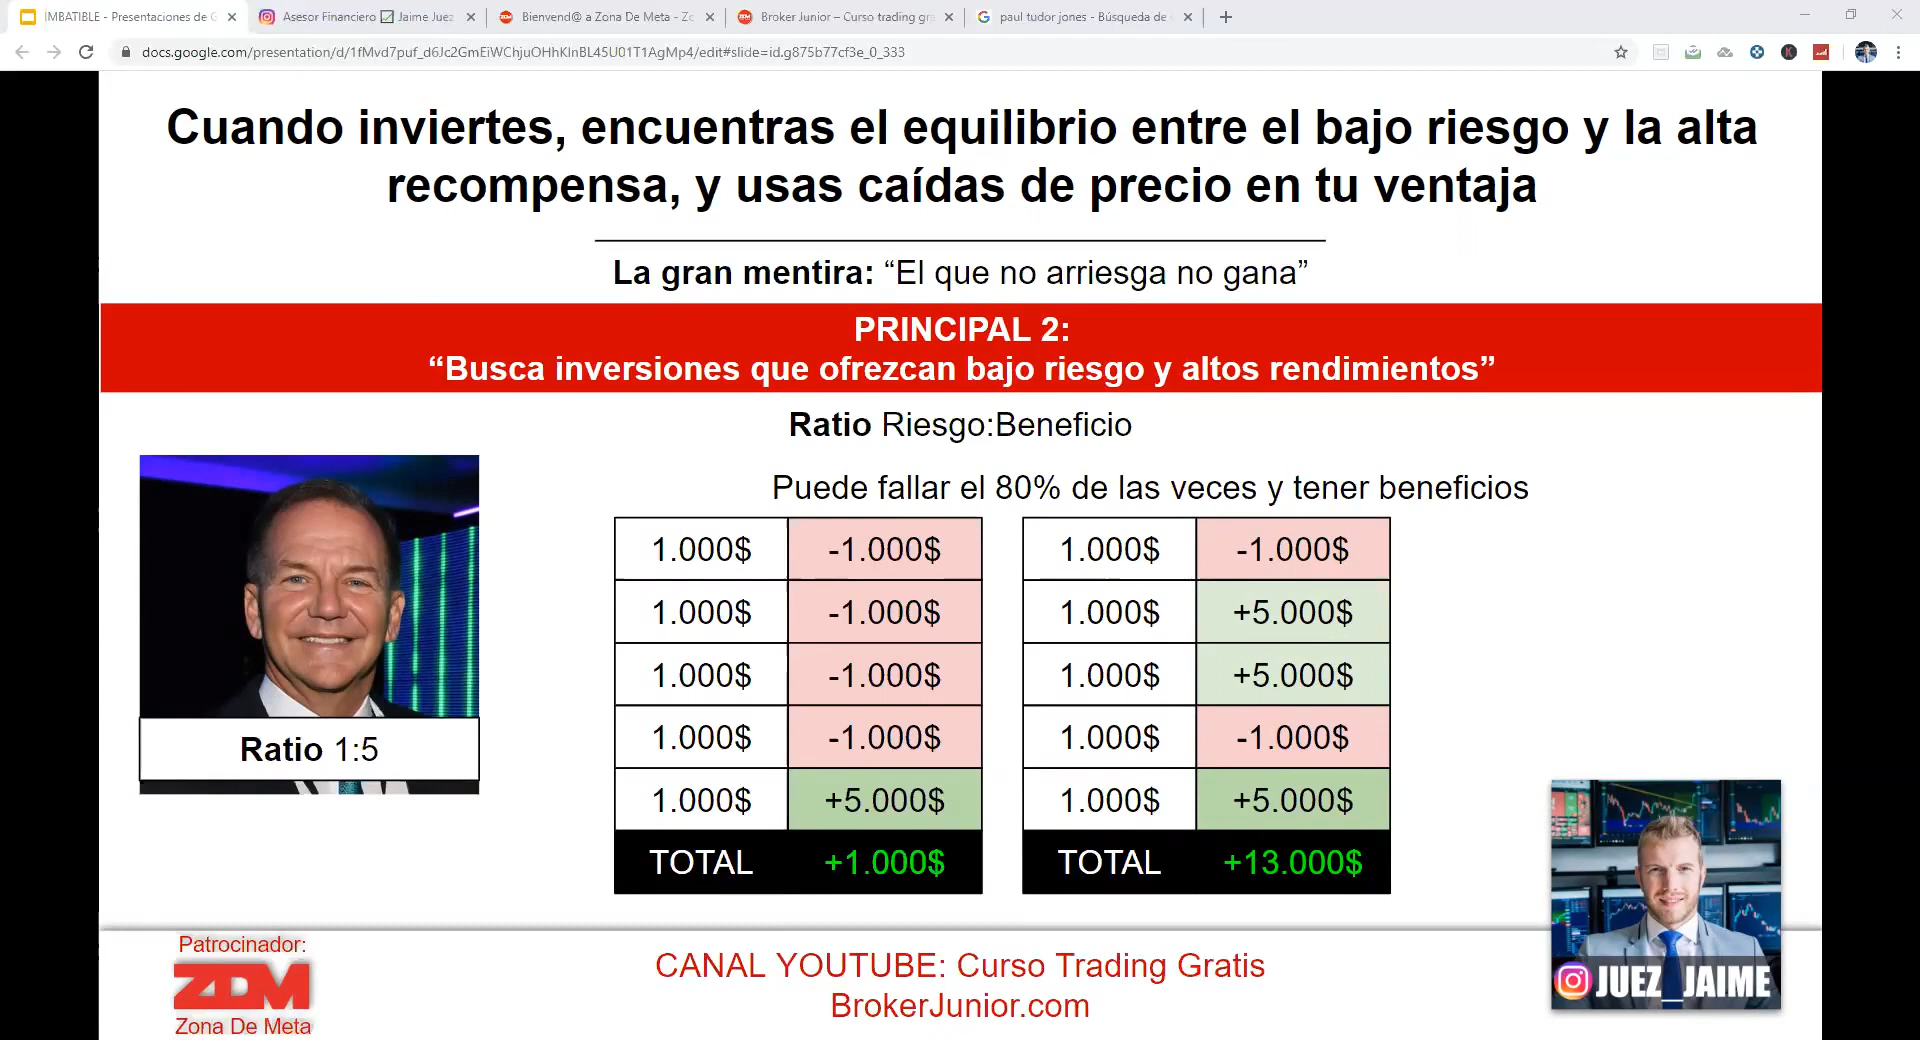 IMBATIBLE - Presentaciones de G
Asesor Financiero ✅ Jaime Juez
Bienvend@ a Zona De Meta - Zo
Broker Junior – Curso trading gra
paul tudor jones - Búsqueda de
docs.google.com/presentation/d/1fMvd7puf_d6Jc2GmEiWChjuOHhKlnBL45U01T1AgMp4/edit#slide=id.g875b77cf3e_0_333
Cuando inviertes, encuentras el equilibrio entre el bajo riesgo y la alta
recompensa, y usas caídas de precio en tu ventaja
La gran mentira: “El que no arriesga no gana”
PRINCIPAL 2:
“Busca inversiones que ofrezcan bajo riesgo y altos rendimientos”
Ratio Riesgo:Beneficio
Puede fallar el 80% de las veces y tener beneficios
1.000$ -1.000$ 1.000$ -1.000$
1.000$ -1.000$ 1.000$ +5.000$
1.000$ -1.000$ 1.000$ +5.000$
1.000$ -1.000$ 1.000$ -1.000$
1.000$ +5.000$ 1.000$ +5.000$
TOTAL +1.000$ TOTAL +13.000$
Ratio 1:5
Patrocinador:
ZDM
Zona De Meta
CANAL YOUTUBE: Curso Trading Gratis
BrokerJunior.com
JUEZ_JAIME